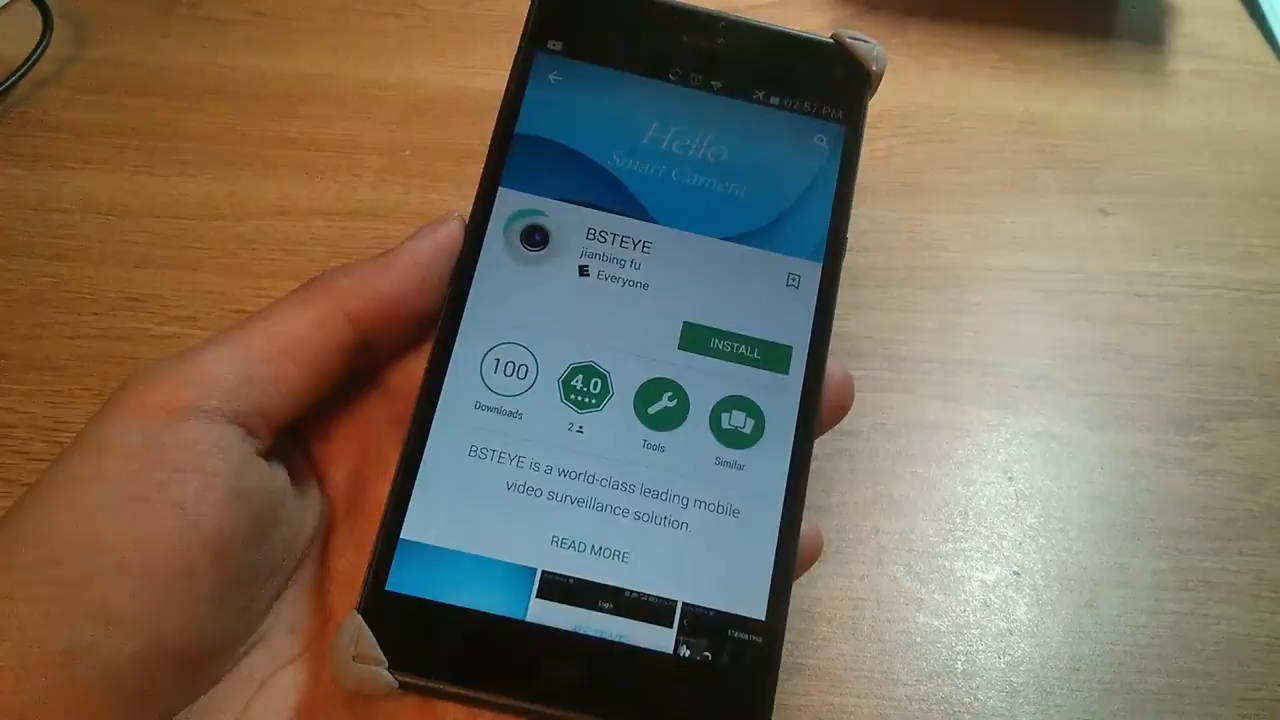 07:57 PM
Hello
Smart Camera
BSTEYE
jianbing fu
E Everyone
INSTALL
100
4.0
Downloads
2
Tools
Similar
BSTEYE is a world-class leading mobile
video surveillance solution.
READ MORE
Login